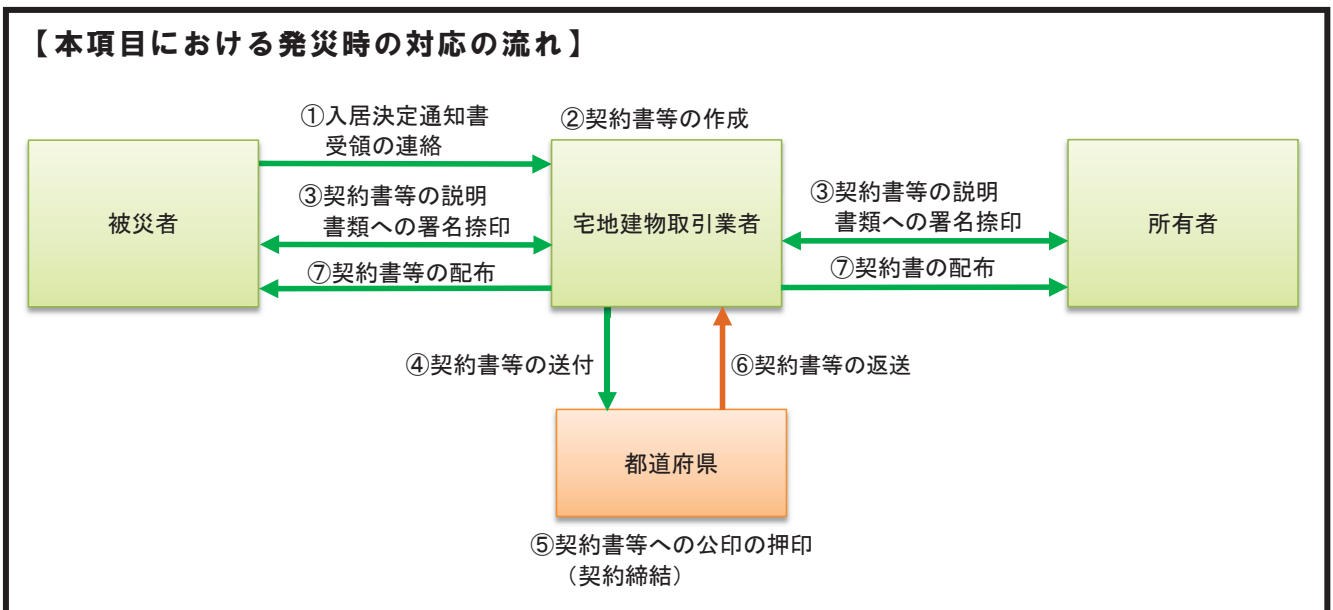 【本項目における発災時の対応の流れ】
①入居決定通知書
受領の連絡
②契約書等の作成
③契約書等の説明
書類への署名捺印
③契約書等の説明
書類への署名捺印
被災者
宅地建物取引業者
所有者
⑦契約書等の配布
⑦契約書の配布
④契約書等の送付
⑥契約書等の返送
都道府県
⑤契約書等への公印の押印
（契約締結）